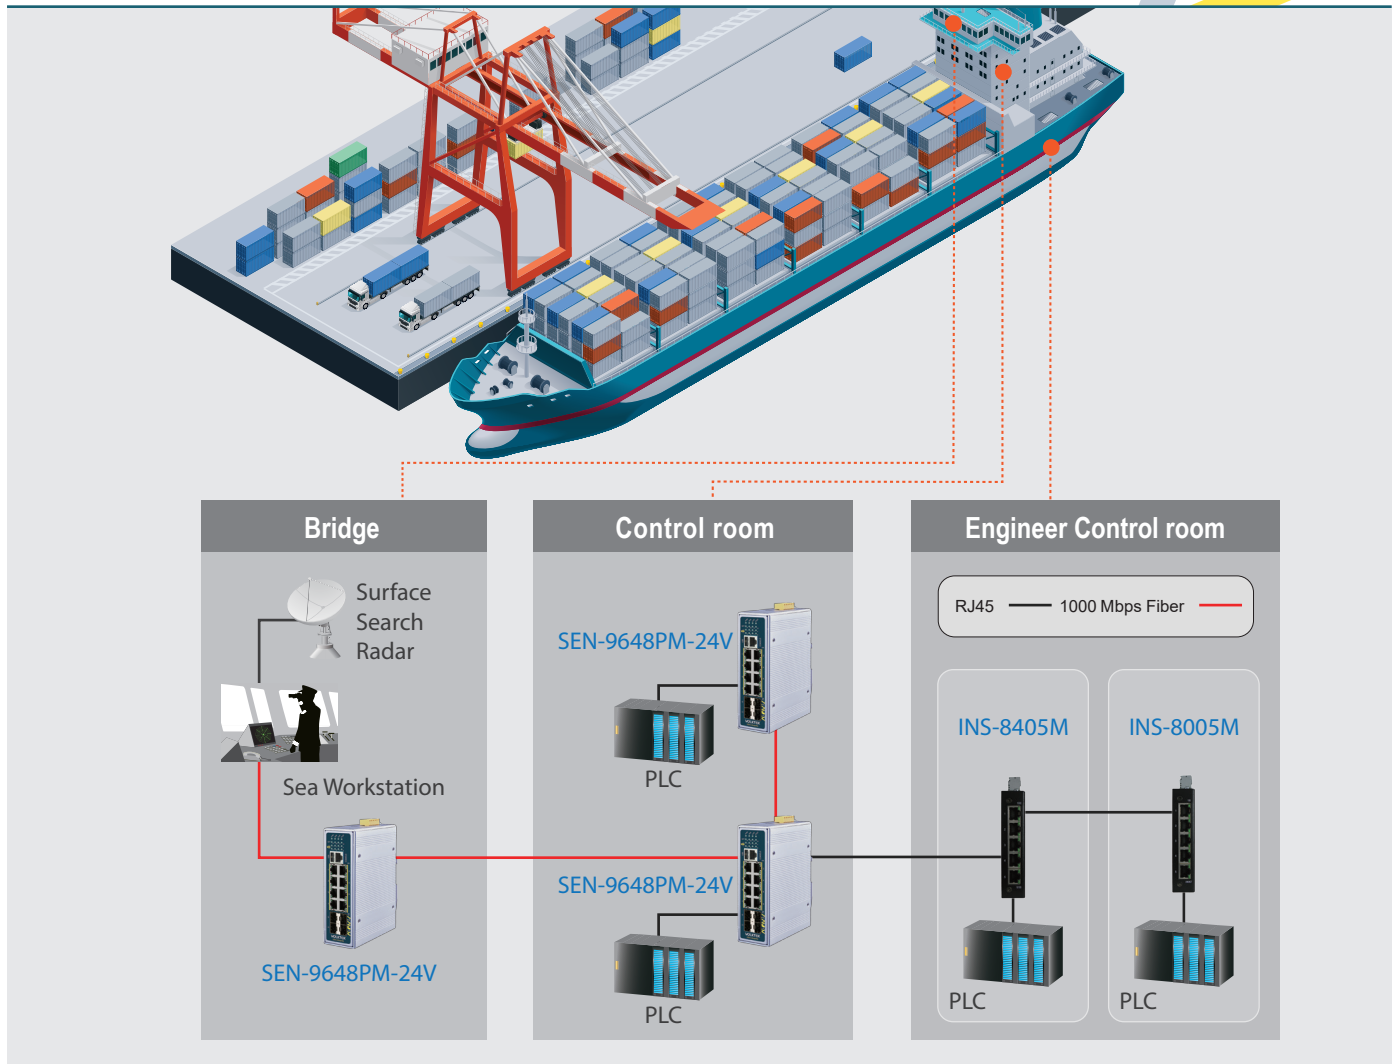 Bridge
Surface
Search
Radar
Sea Workstation
SEN-9648PM-24V
Control room
SEN-9648PM-24V
PLC
SEN-9648PM-24V
PLC
Engineer Control room
RJ45
1000 Mbps Fiber
INS-8405M
INS-8005M
PLC
PLC